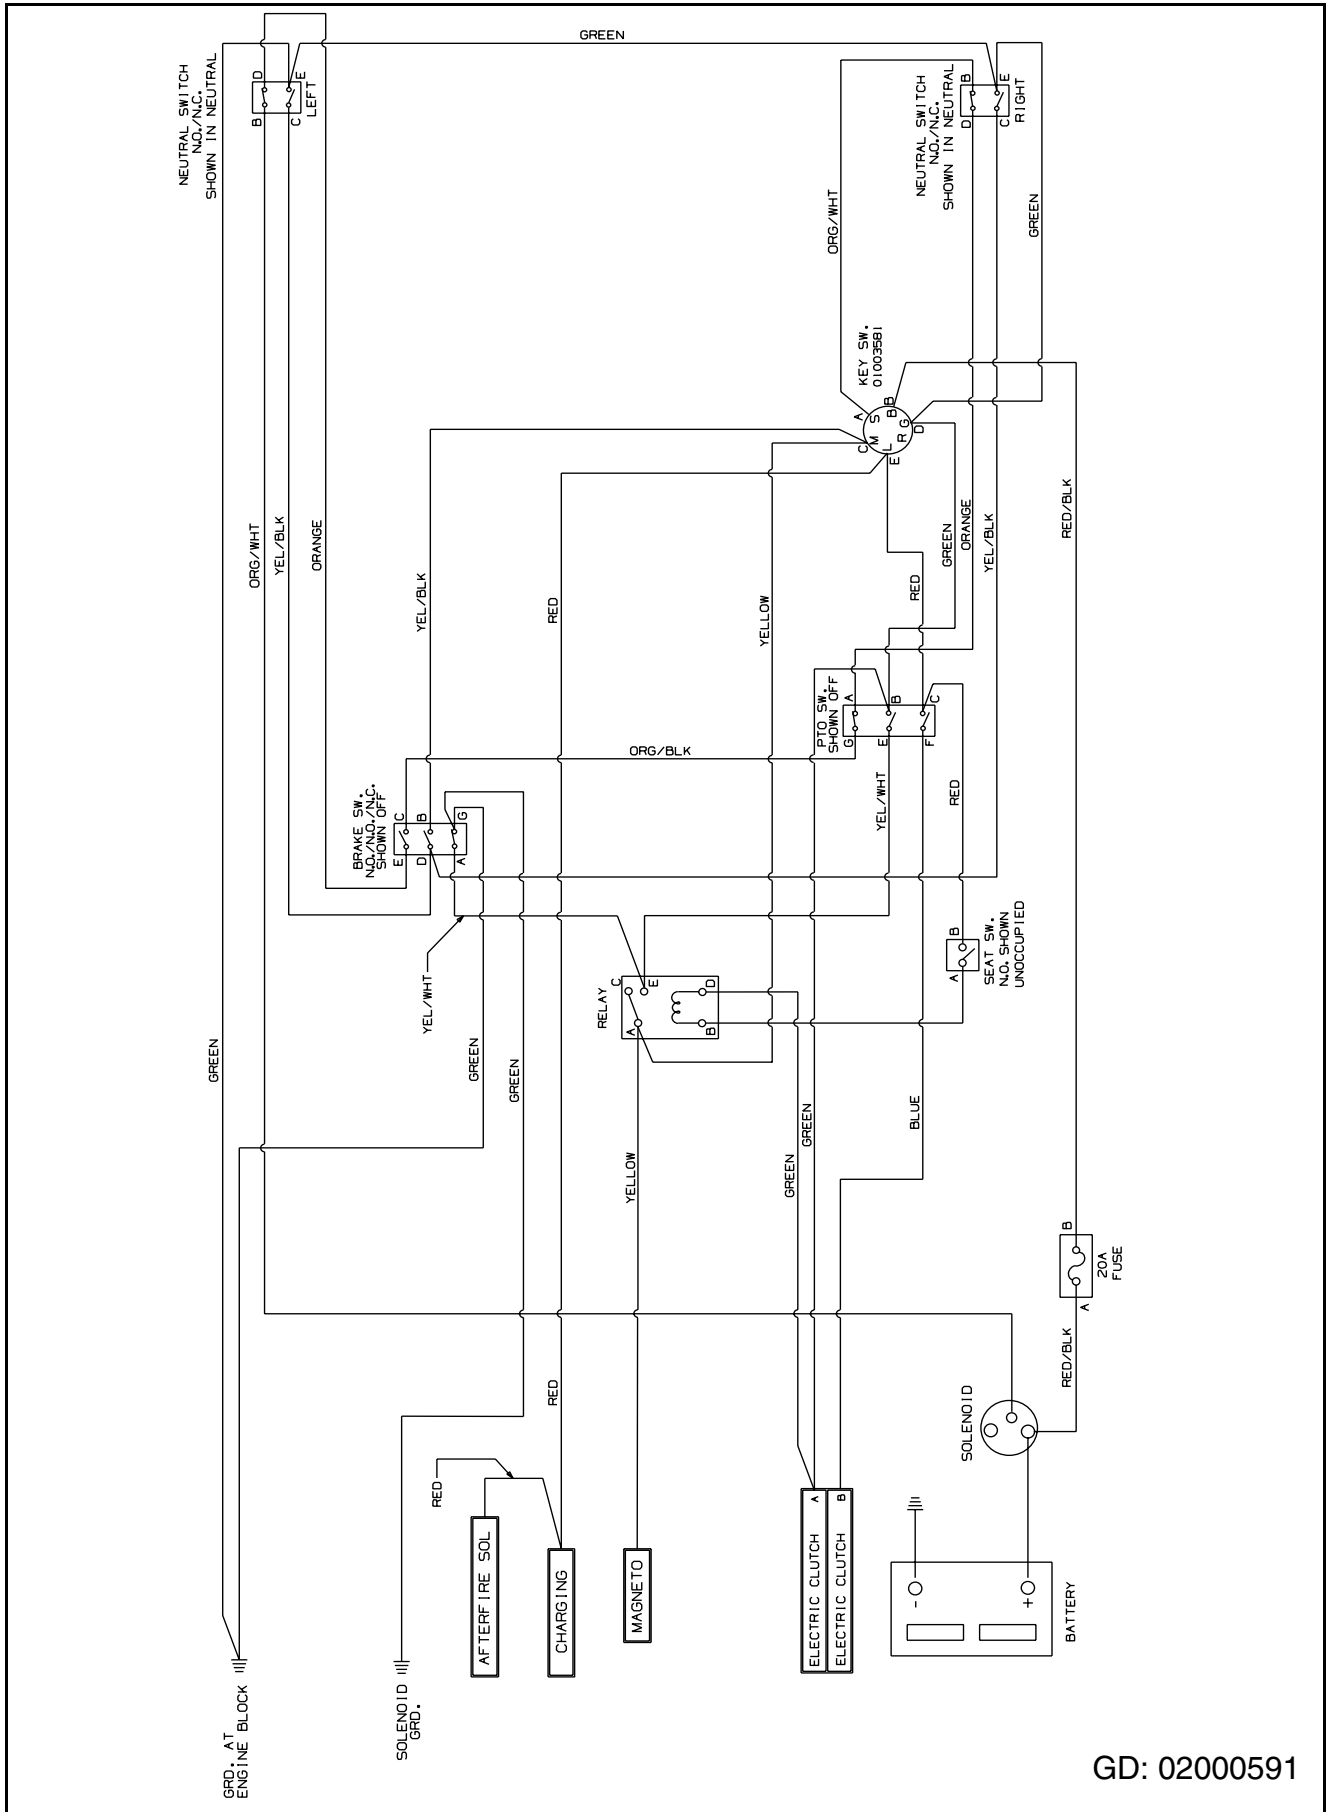 GREEN
D
E
B
C
LEFT
NEUTRAL SWITCH
N.O./N.C.
SHOWN IN NEUTRAL
B
E
D
C
RIGHT
NEUTRAL SWITCH
N.O./N.C.
SHOWN IN NEUTRAL
ORG/WHT
GREEN
KEY SW.
01003581
A
S
B
B
C
M
G
D
R
L
E
ORG/WHT
YEL/BLK
ORANGE
YEL/BLK
RED
YELLOW
RED
GREEN
ORANGE
YEL/BLK
RED/BLK
PTO SW.
SHOWN OFF
A
B
C
G
E
F
ORG/BLK
BRAKE SW.
N.O./N.O./N.C.
SHOWN OFF
C
B
G
E
D
A
YEL/WHT
RED
SEAT SW.
N.O. SHOWN
UNOCCUPIED
B
A
YEL/WHT
RELAY
C
E
D
A
B
GREEN
GREEN
GREEN
YELLOW
GREEN
GREEN
BLUE
B
20A
FUSE
A
RED/BLK
RED
RED
SOLENOID
AFTERFIRE SOL
CHARGING
MAGNETO
ELECTRIC CLUTCH A
ELECTRIC CLUTCH B
-
+
BATTERY
GRD. AT
ENGINE BLOCK
SOLENOID
GRD.
GD: 02000591